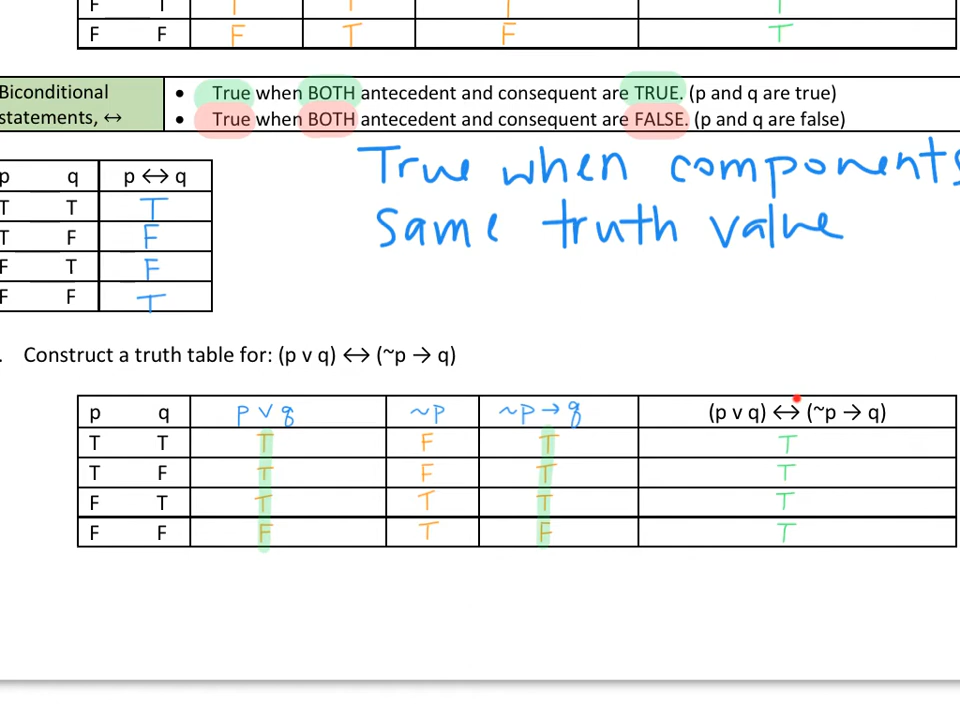 F F F T F T
Biconditional statements, ↔
• True when BOTH antecedent and consequent are TRUE. (p and q are true)
• True when BOTH antecedent and consequent are FALSE. (p and q are false)
True when components
same truth value
p q p ↔ q
T T T
T F F
F T F
F F T
. Construct a truth table for: (p v q) ↔ (~p → q)
p q p v q ~p ~p → q (p v q) ↔ (~p → q)
T T T F T T
T F T F T T
F T T T T T
F F F T F T